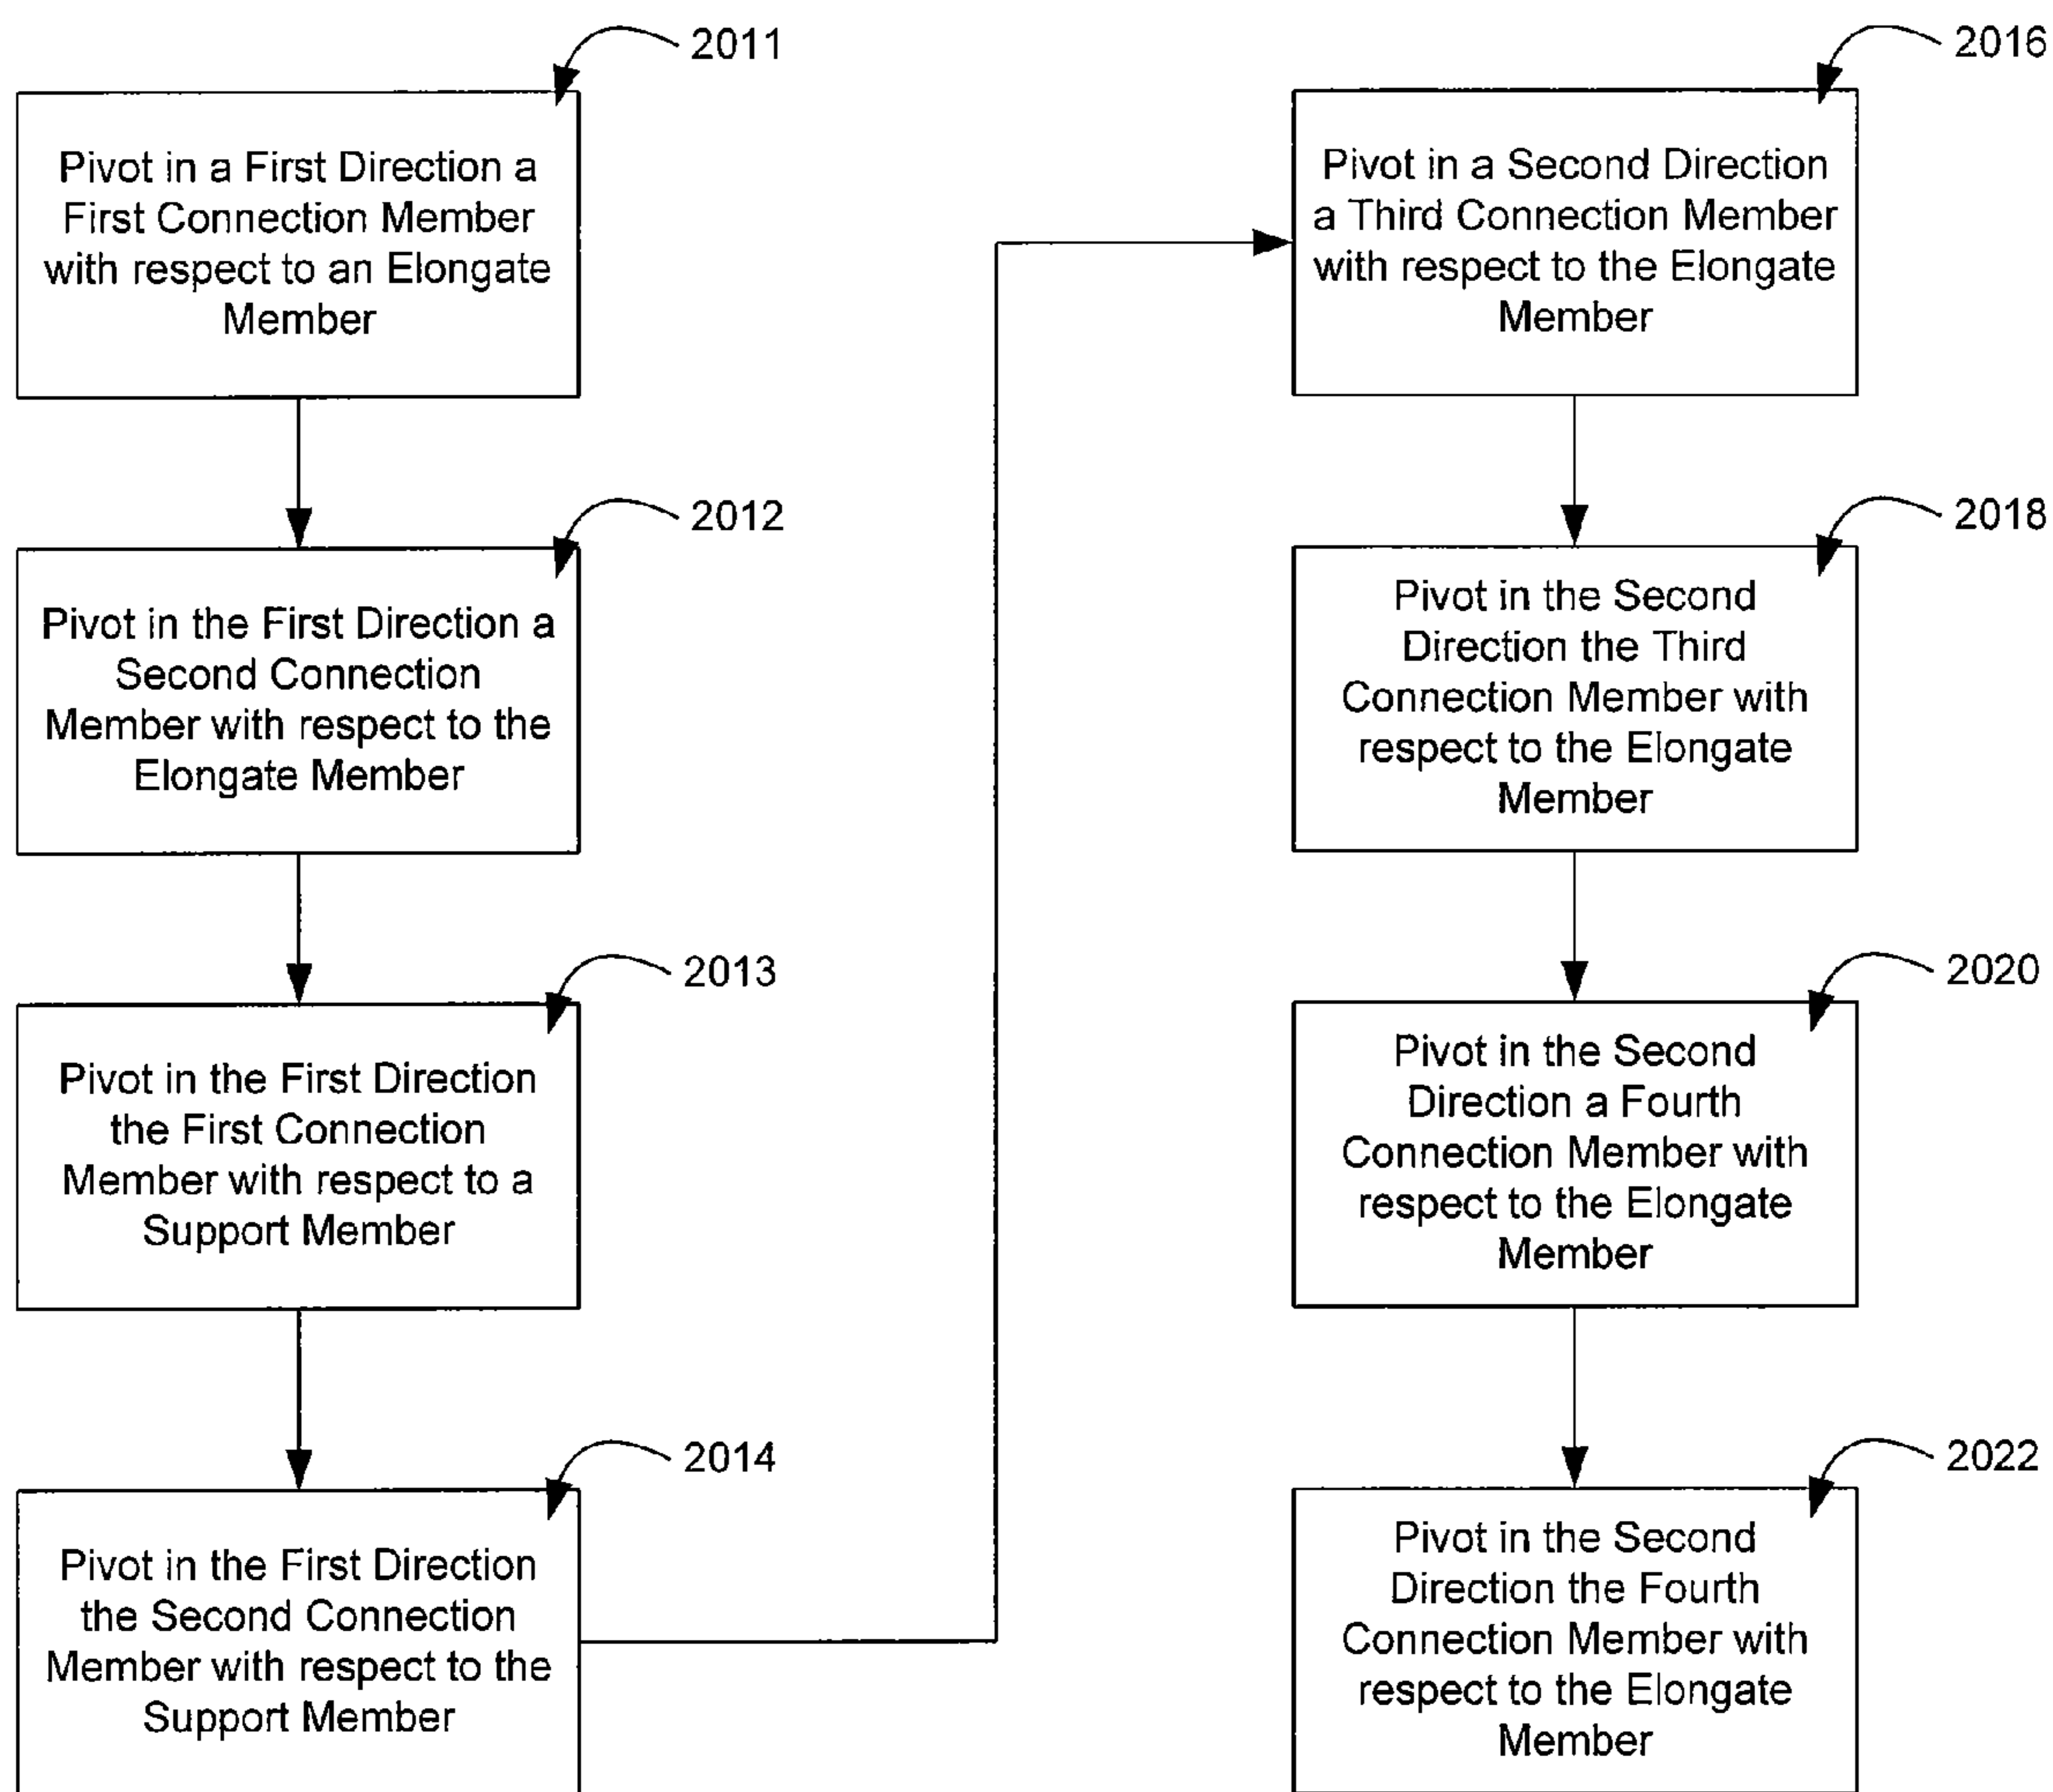 2011
Pivot in a First Direction a
First Connection Member
with respect to an Elongate
Member
2012
Pivot in the First Direction a
Second Connection
Member with respect to the
Elongate Member
2013
Pivot in the First Direction
the First Connection
Member with respect to a
Support Member
2014
Pivot in the First Direction
the Second Connection
Member with respect to the
Support Member
2016
Pivot in a Second Direction
a Third Connection Member
with respect to the Elongate
Member
2018
Pivot in the Second
Direction the Third
Connection Member with
respect to the Elongate
Member
2020
Pivot in the Second
Direction a Fourth
Connection Member with
respect to the Elongate
Member
2022
Pivot in the Second
Direction the Fourth
Connection Member with
respect to the Elongate
Member